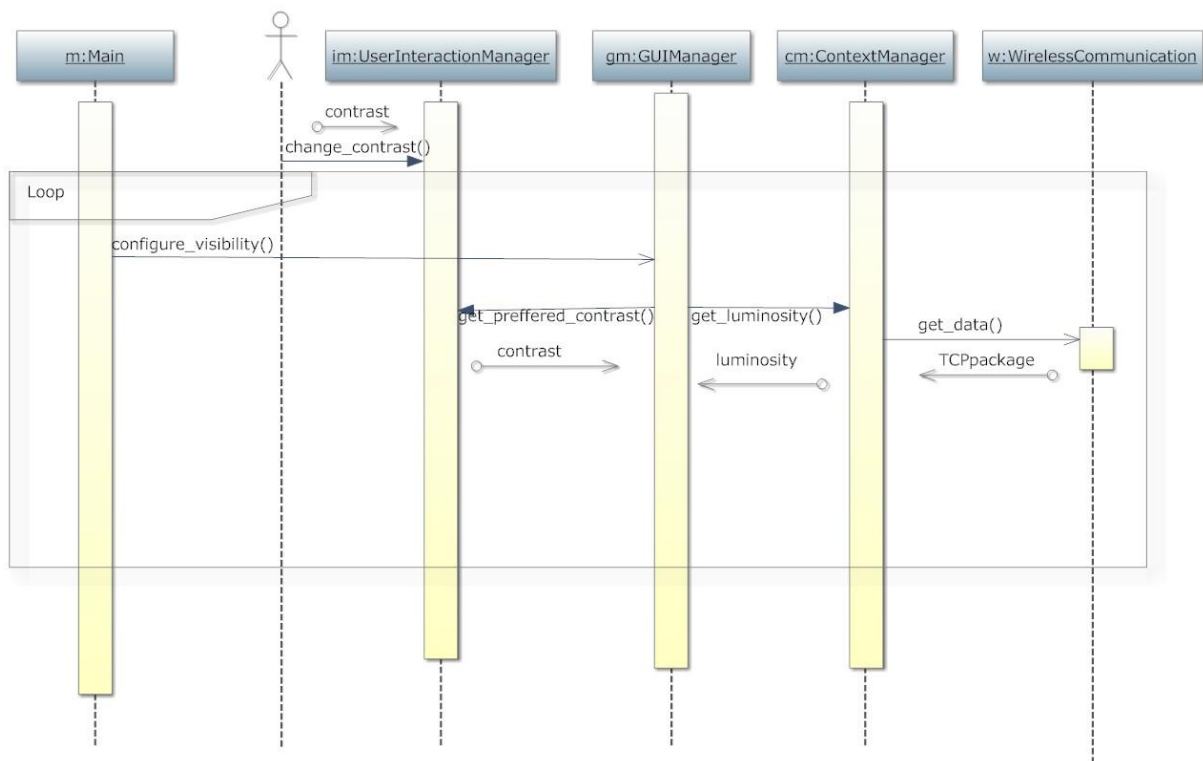 m:Main
im:UserInteractionManager
gm:GUIManager
cm:ContextManager
w:WirelessCommunication
contrast
change_contrast()
Loop
configure_visibility()
get_preffered_contrast()
get_luminosity()
get_data()
contrast
luminosity
TCPpackage